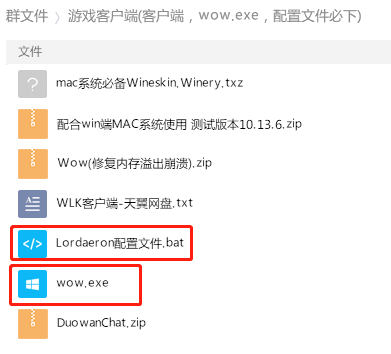 群文件 〉游戏客户端(客户端，wow.exe，配置文件必下)
文件
mac系统必备Wineskin.Winery.txz
配合win端MAC系统使用 测试版本10.13.6.zip
Wow(修复内存溢出崩溃).zip
WLK客户端-天翼网盘.txt
Lordaeron配置文件.bat
wow.exe
DuowanChat.zip